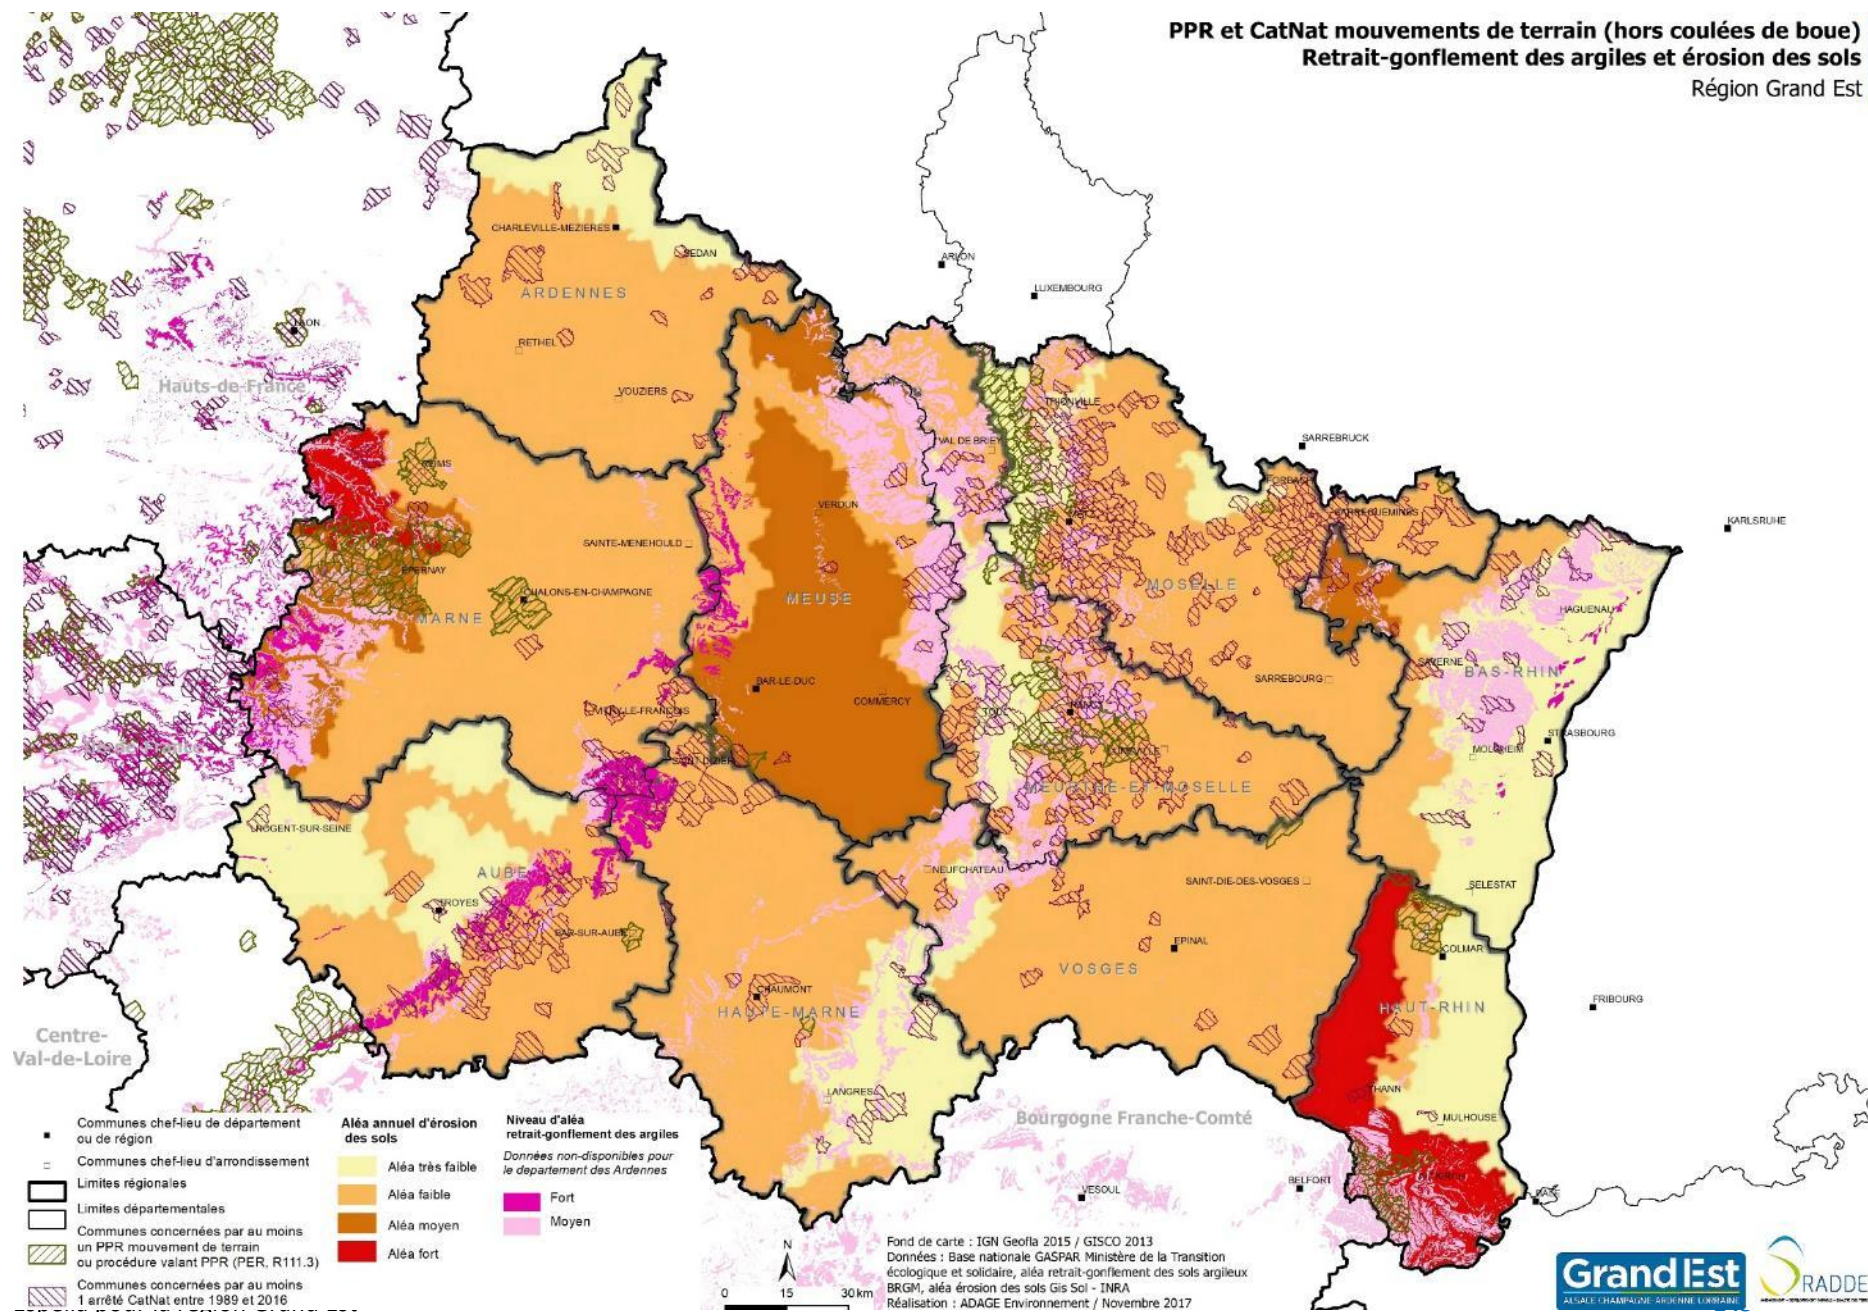 PPR et CatNat mouvements de terrain (hors coulées de boue)
Retrait-gonflement des argiles et érosion des sols
Région Grand Est
CHARLEVILLE-MEZIERES
SEDAN
ARDENNES
RETHEL
VOUZIERS
ARLON
LUXEMBOURG
LAON
Hauts-de-France
REIMS
THIONVILLE
VAL DE BRIEY
SARREBRUCK
FORBACH
SARREGUEMINES
KARLSRUHE
VERDUN
METZ
SAINTE-MENEHOULD
EPERNAY
CHALONS-EN-CHAMPAGNE
MARNE
MEUSE
MOSELLE
HAGUENAU
SAVERNE
BAS-RHIN
SARREBOURG
BAR-LE-DUC
COMMERCY
VITRY-LE-FRANCOIS
TOUL
NANCY
STRASBOURG
MOLSHEIM
LUNEVILLE
SAINT-DIZIER
MEURTHE-ET-MOSELLE
NOGENT-SUR-SEINE
AUBE
NEUFCHATEAU
SAINT-DIE-DES-VOSGES
SELESTAT
TROYES
BAR-SUR-AUBE
EPINAL
COLMAR
VOSGES
CHAUMONT
HAUTE-MARNE
HAUT-RHIN
FRIBOURG
Centre-
Val-de-Loire
LANGRES
THANN
MULHOUSE
Bourgogne Franche-Comté
VESOUL
BELFORT
Communes chef-lieu de département
ou de région
Communes chef-lieu d'arrondissement
Limites régionales
Limites départementales
Communes concernées par au moins
un PPR mouvement de terrain
ou procédure valant PPR (PER, R111.3)
Communes concernées par au moins
1 arrêté CatNat entre 1989 et 2016
Aléa annuel d'érosion
des sols
Aléa très faible
Aléa faible
Aléa moyen
Aléa fort
Niveau d'aléa
retrait-gonflement des argiles
Données non-disponibles pour
le departement des Ardennes
Fort
Moyen
N
0 15 30 km
Fond de carte : IGN Geofla 2015 / GISCO 2013
Données : Base nationale GASPAR Ministère de la Transition
écologique et solidaire, aléa retrait-gonflement des sols argileux
BRGM, aléa érosion des sols Gis Sol - INRA
Réalisation : ADAGE Environnement / Novembre 2017
GrandEst
ALSACE CHAMPAGNE-ARDENNE LORRAINE
SRADDET